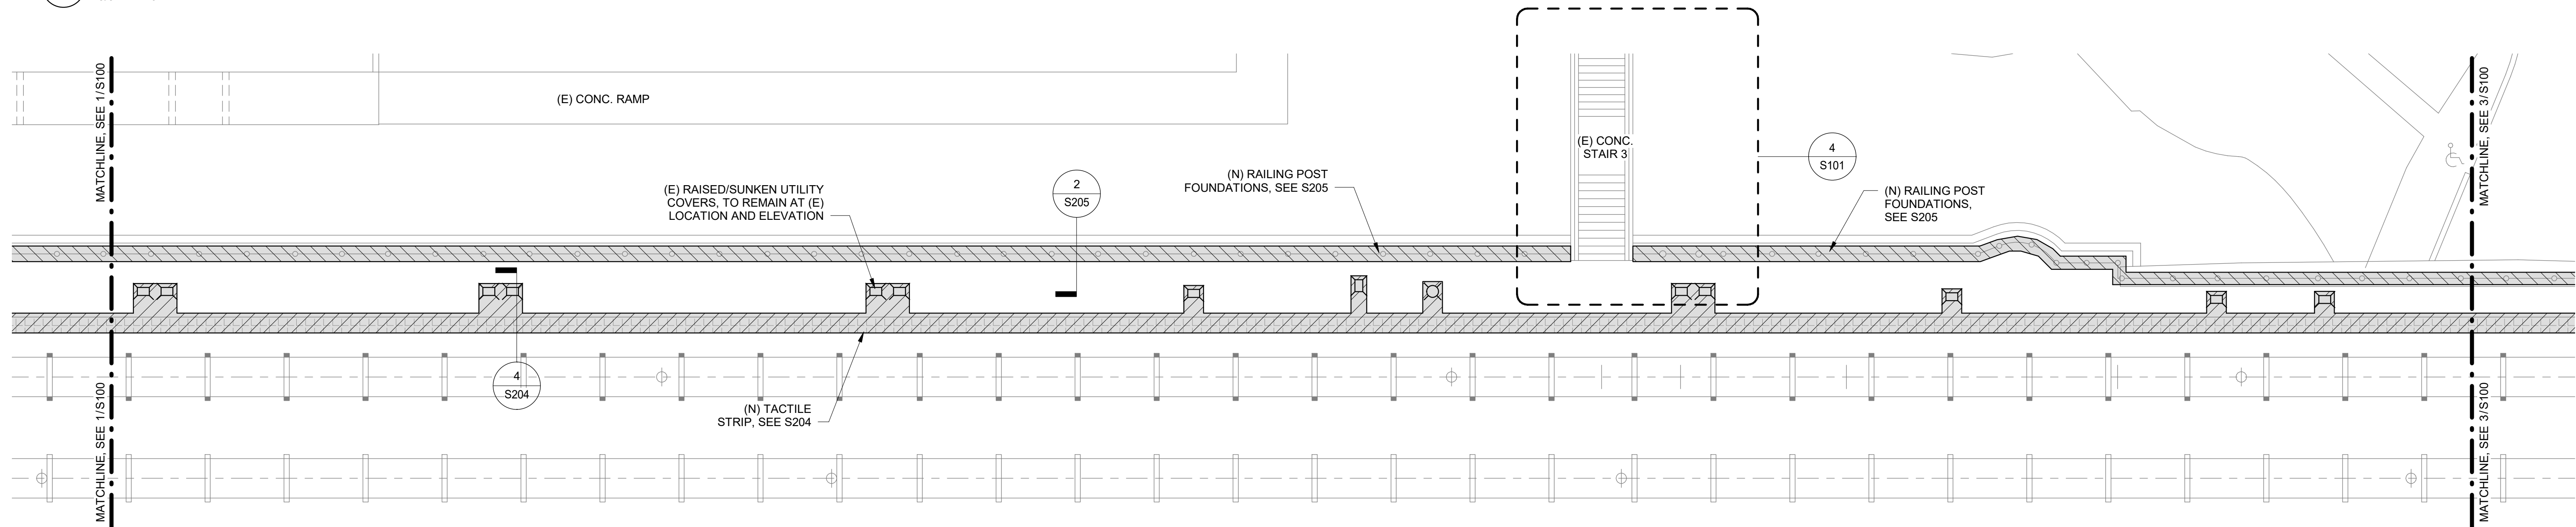 MATCHLINE, SEE 1/S100
(E) CONC. RAMP
(E) RAISED/SUNKEN UTILITY
COVERS, TO REMAIN AT (E)
LOCATION AND ELEVATION
2
S205
(N) RAILING POST
FOUNDATIONS, SEE S205
(E) CONC.
STAIR 3
4
S101
(N) RAILING POST
FOUNDATIONS,
SEE S205
MATCHLINE, SEE 3/S100
MATCHLINE, SEE 1/S100
4
S204
(N) TACTILE
STRIP, SEE S204
MATCHLINE, SEE 3/S100